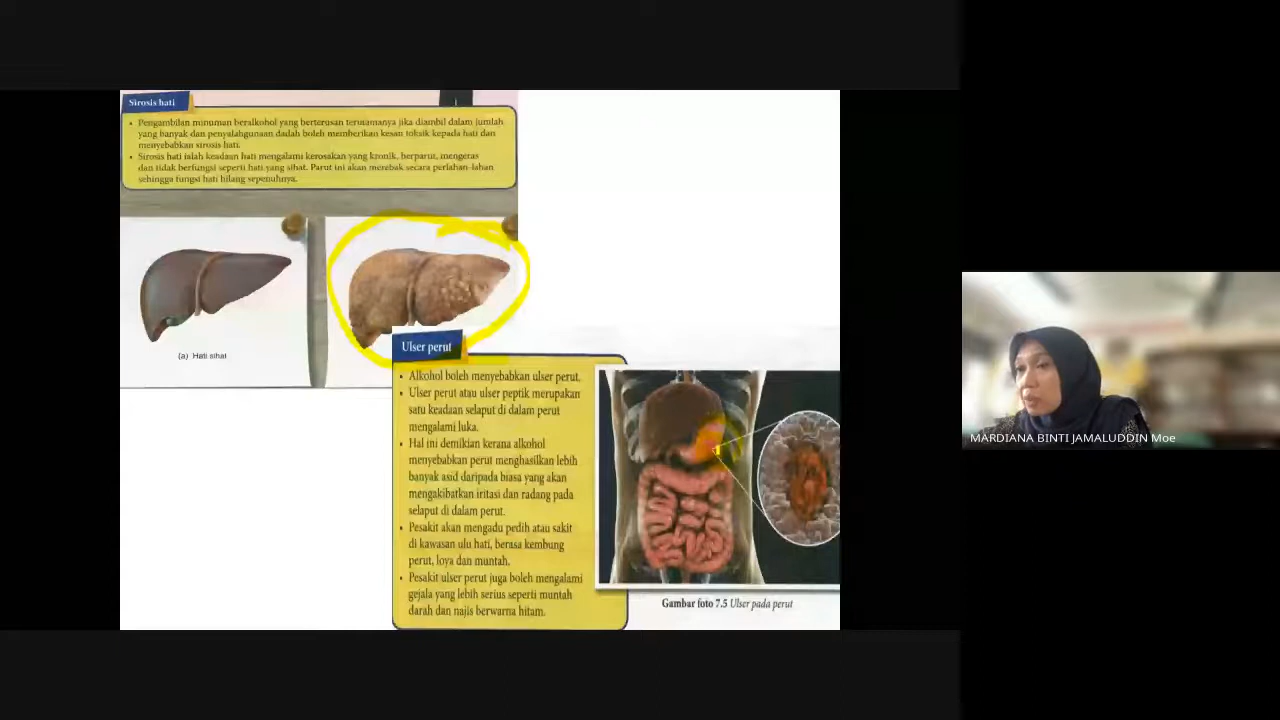 Sirosis hati
• Pengambilan minuman beralkohol yang berterusan terutamanya jika diambil dalam jumlah
yang banyak dan penyalahgunaan dadah boleh memberikan kesan toksik kepada hati dan
menyebabkan sirosis hati.
• Sirosis hati ialah keadaan hati mengalami kerosakan yang kronik, berparut, mengeras
dan tidak berfungsi seperti hati yang sihat. Parut ini akan merebak secara perlahan-lahan
sehingga fungsi hati hilang sepenuhnya.
(a) Hati sihat
Ulser perut
• Alkohol boleh menyebabkan ulser perut.
• Ulser perut atau ulser peptik merupakan
satu keadaan selaput di dalam perut
mengalami luka.
• Hal ini demikian kerana alkohol
menyebabkan perut menghasilkan lebih
banyak asid daripada biasa yang akan
mengakibatkan iritasi dan radang pada
selaput di dalam perut.
• Pesakit akan mengadu pedih atau sakit
di kawasan ulu hati, berasa kembung
perut, loya dan muntah.
• Pesakit ulser perut juga boleh mengalami
gejala yang lebih serius seperti muntah
darah dan najis berwarna hitam.
Gambar foto 7.5 Ulser pada perut
MARDIANA BINTI JAMALUDDIN Moe